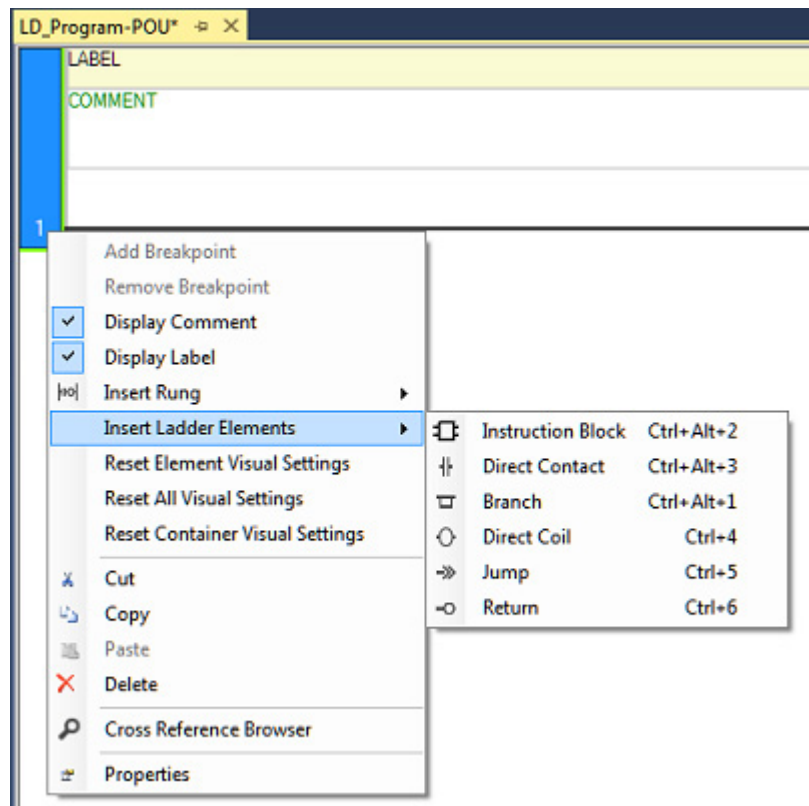 LD_Program-POU*
LABEL
COMMENT
1
Add Breakpoint
Remove Breakpoint
Display Comment
Display Label
Insert Rung
Insert Ladder Elements
Reset Element Visual Settings
Reset All Visual Settings
Reset Container Visual Settings
Cut
Copy
Paste
Delete
Cross Reference Browser
Properties
Instruction Block Ctrl+Alt+2
Direct Contact Ctrl+Alt+3
Branch Ctrl+Alt+1
Direct Coil Ctrl+4
Jump Ctrl+5
Return Ctrl+6